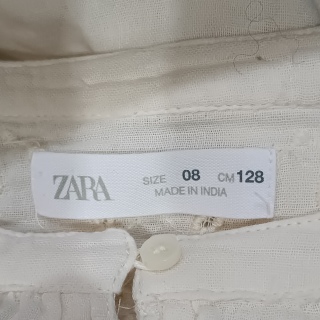 ZARA
SIZE 08 CM 128
MADE IN INDIA